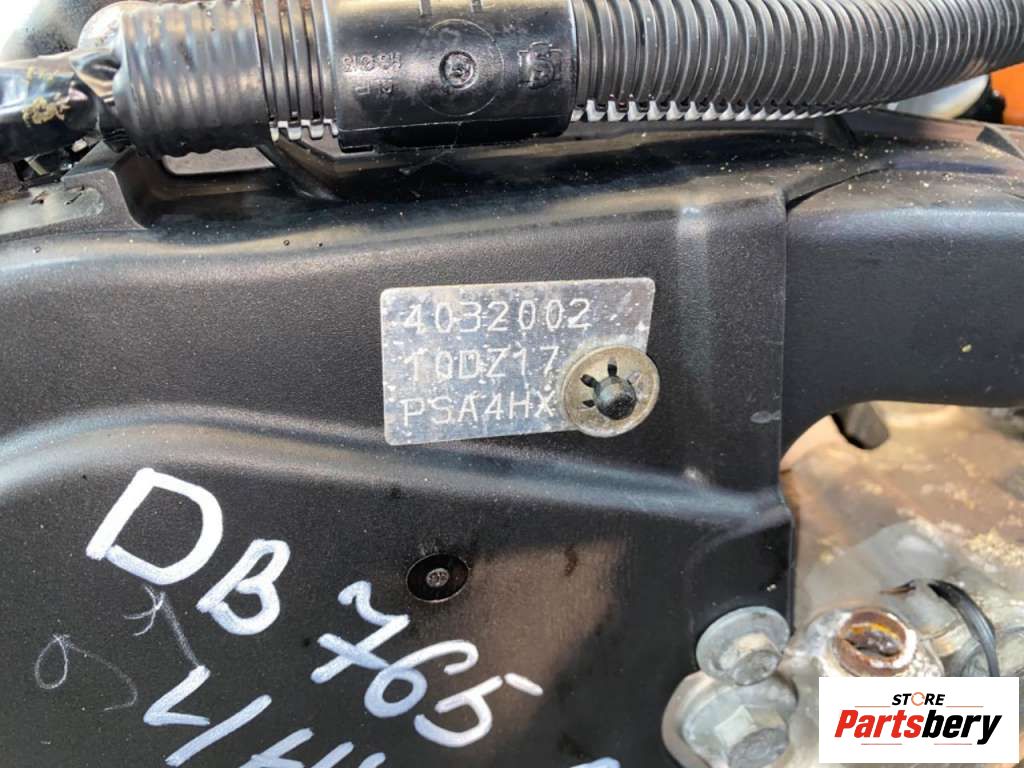 4032002
10DZ17
PSA4HX
DB 765
STORE
Partsbery